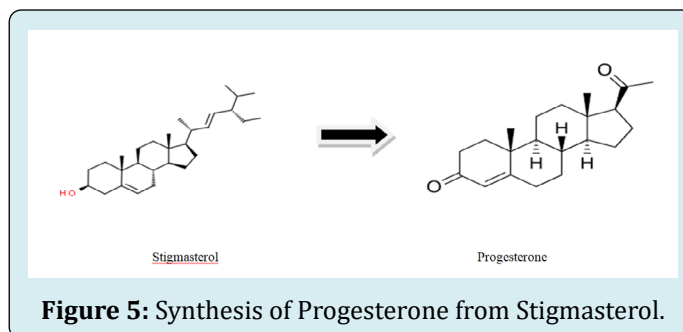 O
H
HO
H
H
O
Stigmasterol
Progesterone
Figure 5: Synthesis of Progesterone from Stigmasterol.